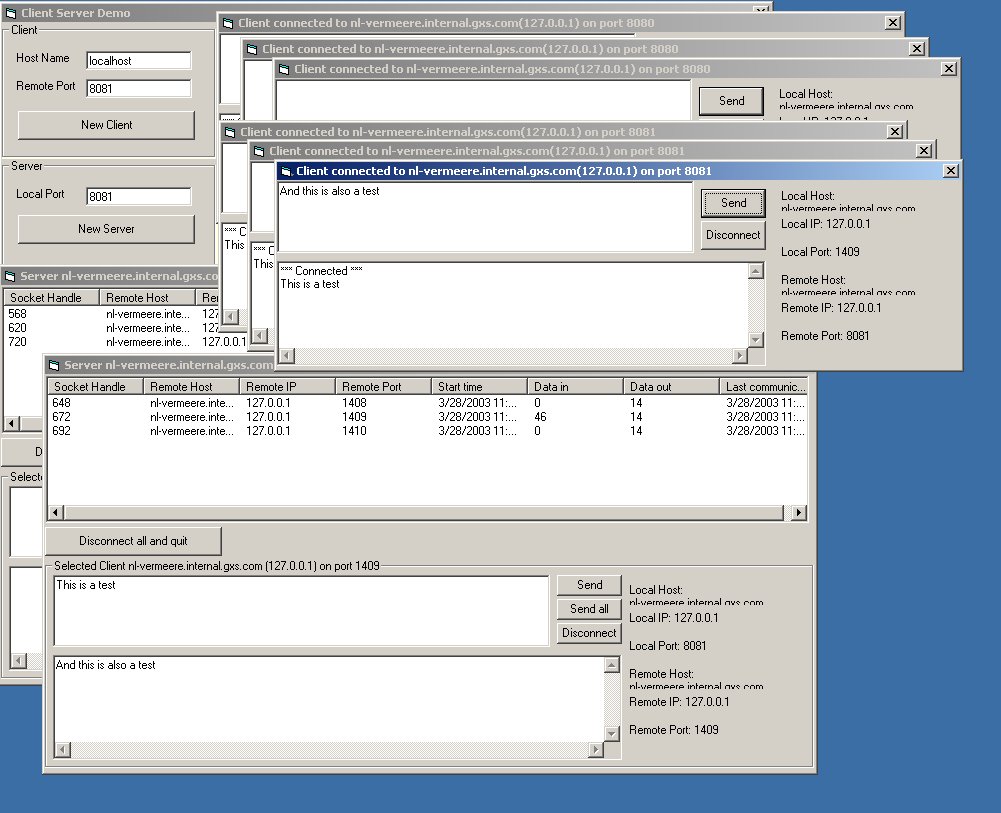 Client Server Demo
Client
Host Name
localhost
Remote Port
8081
New Client
Server
Local Port
8081
New Server
Client connected to nl-vermeere.internal.gxs.com(127.0.0.1) on port 8080
Client connected to nl-vermeere.internal.gxs.com(127.0.0.1) on port 8080
Client connected to nl-vermeere.internal.gxs.com(127.0.0.1) on port 8080
Send
Local Host:
nl-vermeere.internal.gxs.com
Client connected to nl-vermeere.internal.gxs.com(127.0.0.1) on port 8081
*** C
This
Client connected to nl-vermeere.internal.gxs.com(127.0.0.1) on port 8081
*** C
This
Client connected to nl-vermeere.internal.gxs.com(127.0.0.1) on port 8081
And this is also a test
Send
Disconnect
*** Connected ***
This is a test
Local Host:
nl-vermeere.internal.gxs.com
Local IP: 127.0.0.1
Local Port: 1409
Remote Host:
nl-vermeere.internal.gxs.com
Remote IP: 127.0.0.1
Remote Port: 8081
Server nl-vermeere.internal.gxs.co
Socket Handle Remote Host Re
568 nl-vermeere.inte... 127
620 nl-vermeere.inte... 127
720 nl-vermeere.inte... 127.0.0.1
D
Selecte
Server nl-vermeere.internal.gxs.com
Socket Handle Remote Host Remote IP Remote Port Start time Data in Data out Last communic...
648 nl-vermeere.inte... 127.0.0.1 1408 3/28/2003 11:... 0 14 3/28/2003 11:...
672 nl-vermeere.inte... 127.0.0.1 1409 3/28/2003 11:... 46 14 3/28/2003 11:...
692 nl-vermeere.inte... 127.0.0.1 1410 3/28/2003 11:... 0 14 3/28/2003 11:...
Disconnect all and quit
Selected Client nl-vermeere.internal.gxs.com (127.0.0.1) on port 1409
This is a test
Send
Send all
Disconnect
And this is also a test
Local Host:
nl-vermeere.internal.gxs.com
Local IP: 127.0.0.1
Local Port: 8081
Remote Host:
nl-vermeere.internal.gxs.com
Remote IP: 127.0.0.1
Remote Port: 1409